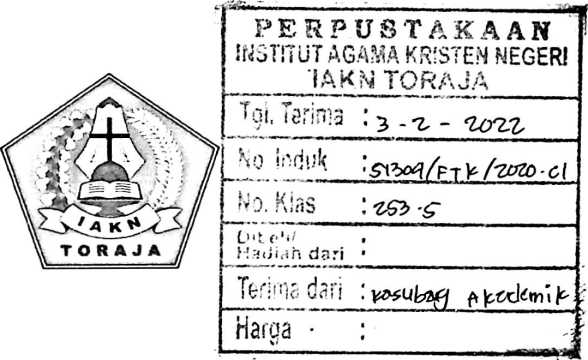 IAKN
TORAJA
PERPUSTAKAAN
INSTITUT AGAMA KRISTEN NEGERI
IAKN TORAJA
Tgl. Terima : 3 - 2 - 2022
No Induk : 51309/FTK/2020.C1
No. Klas : 253.5
Dibeli/
Hadiah dari :
Terima dari : Kasubag Akademik
Harga :